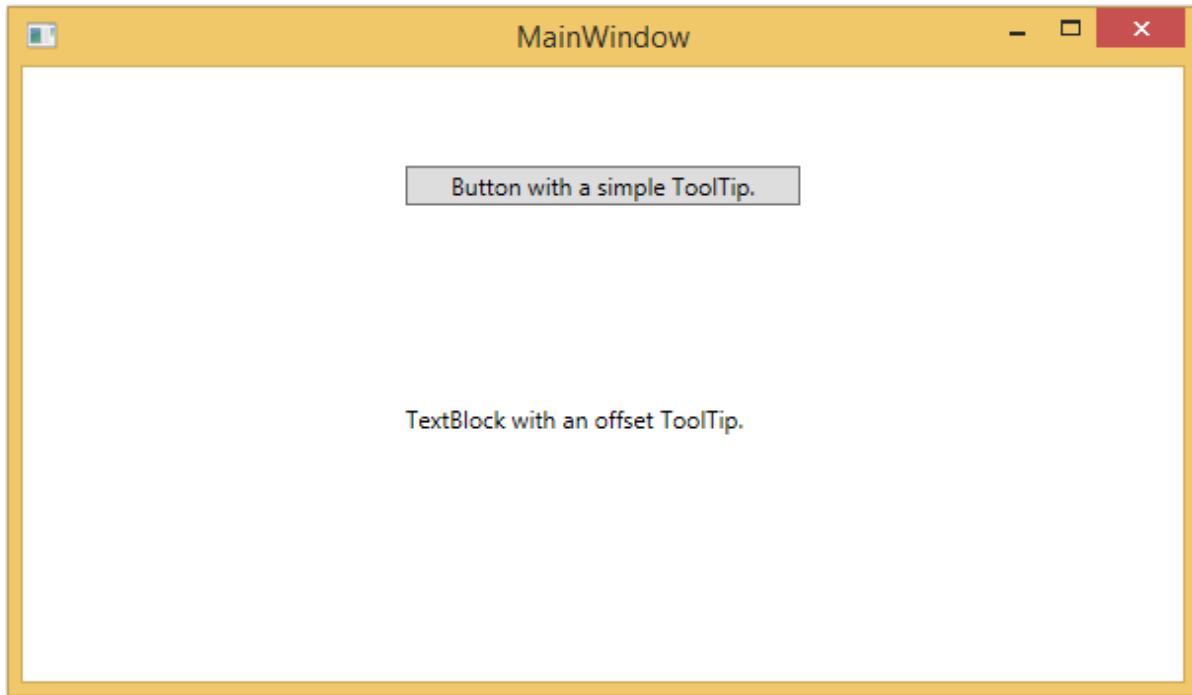 MainWindow
Button with a simple ToolTip.
TextBlock with an offset ToolTip.